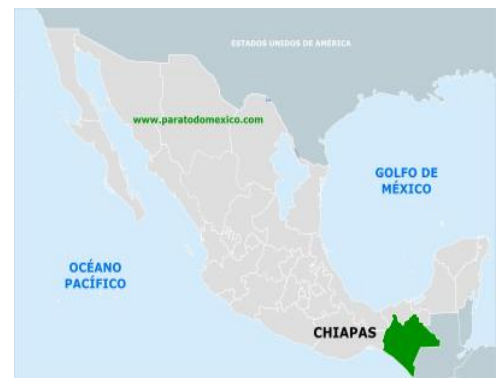 ESTADOS UNIDOS DE AMÉRICA
www.paratodomexico.com
GOLFO DE
MÉXICO
OCÉANO
PACÍFICO
CHIAPAS